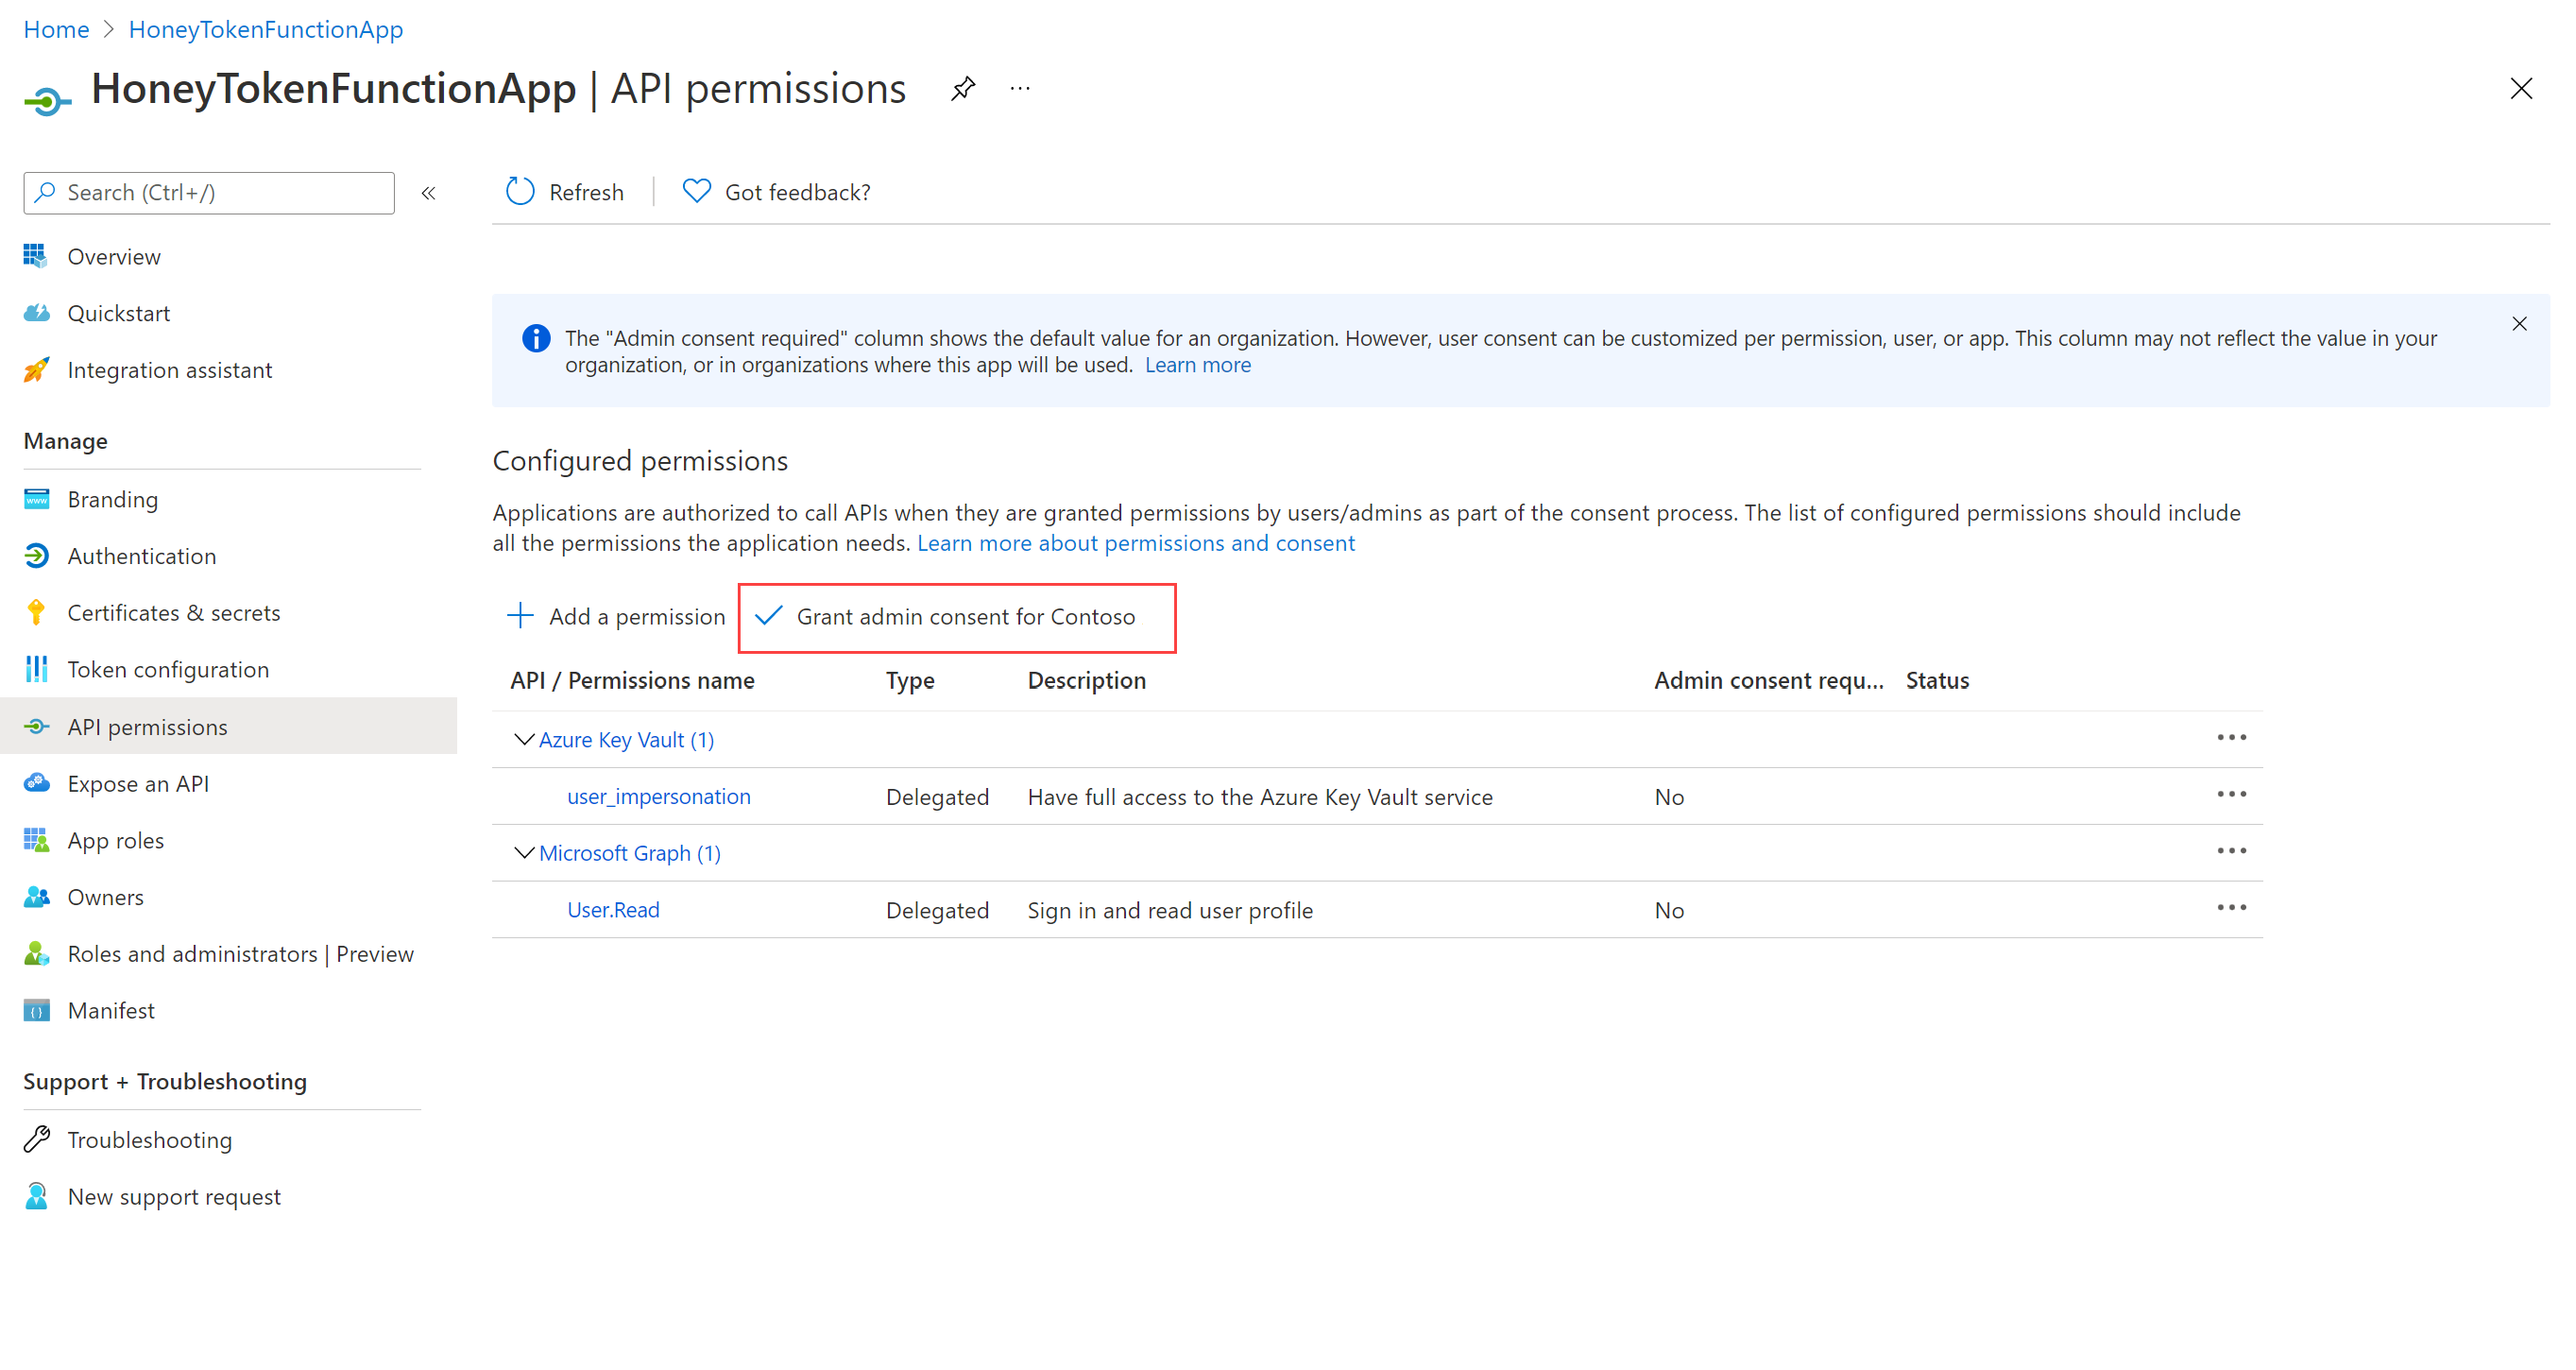 Home > HoneyTokenFunctionApp
HoneyTokenFunctionApp | API permissions
Search (Ctrl+/)
«
Overview
Quickstart
Integration assistant
Manage
Branding
Authentication
Certificates & secrets
Token configuration
API permissions
Expose an API
App roles
Owners
Roles and administrators | Preview
Manifest
Support + Troubleshooting
Troubleshooting
New support request
Refresh
Got feedback?
The "Admin consent required" column shows the default value for an organization. However, user consent can be customized per permission, user, or app. This column may not reflect the value in your
organization, or in organizations where this app will be used. Learn more
Configured permissions
Applications are authorized to call APIs when they are granted permissions by users/admins as part of the consent process. The list of configured permissions should include
all the permissions the application needs. Learn more about permissions and consent
Add a permission
Grant admin consent for Contoso
API / Permissions name Type Description Admin consent requ... Status
Azure Key Vault (1)
user_impersonation Delegated Have full access to the Azure Key Vault service No
Microsoft Graph (1)
User.Read Delegated Sign in and read user profile No